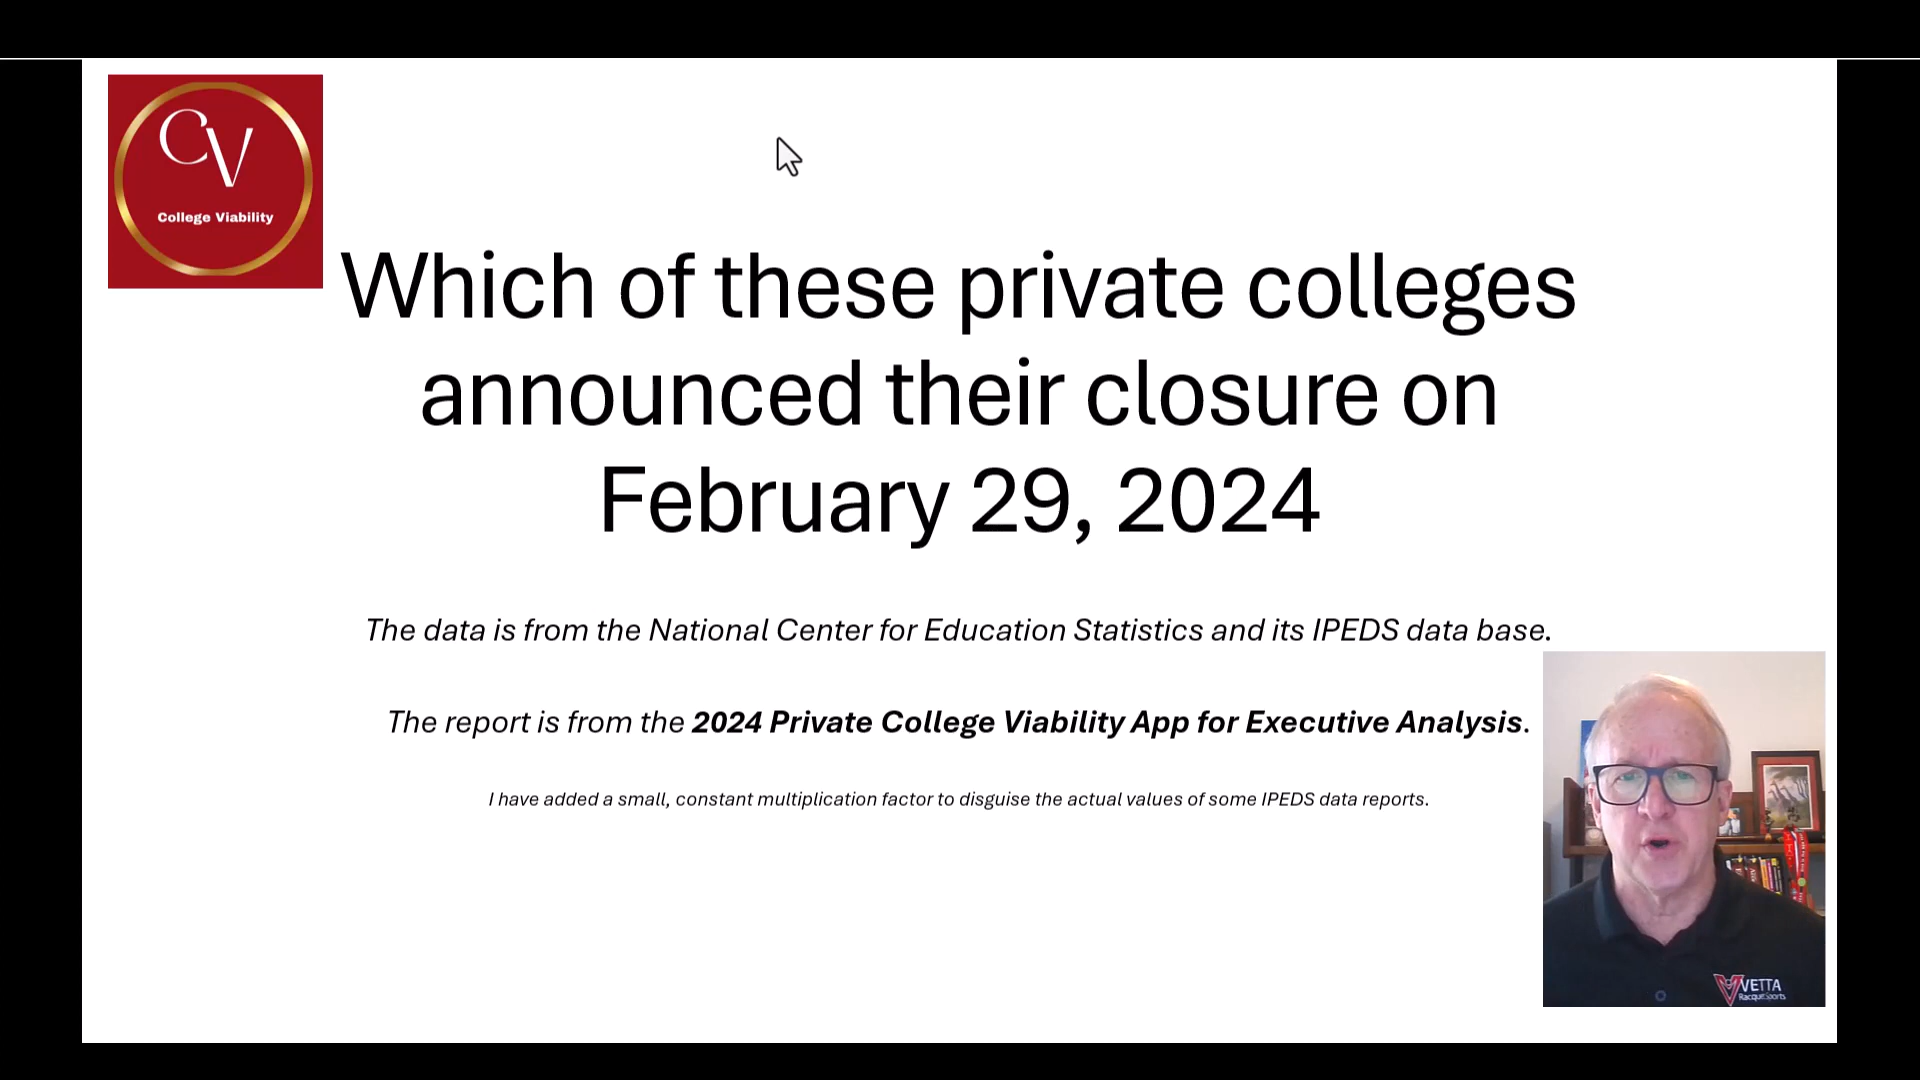 CV
College Viability
Which of these private colleges
announced their closure on
February 29, 2024
The data is from the National Center for Education Statistics and its IPEDS data base.
The report is from the 2024 Private College Viability App for Executive Analysis.
I have added a small, constant multiplication factor to disguise the actual values of some IPEDS data reports.
VETTA
RacquetSports